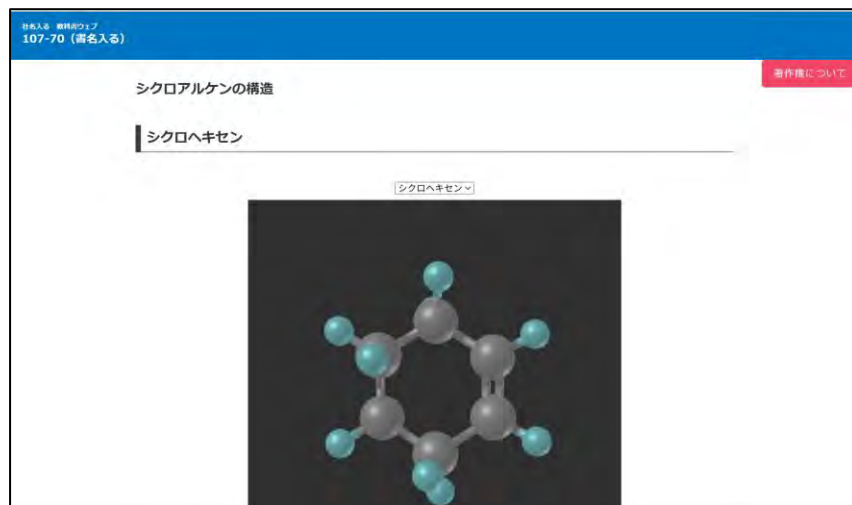 社名入る 教科書ウェブ
107-70（書名入る）
著作権について
シクロアルケンの構造
シクロヘキセン
シクロヘキセン